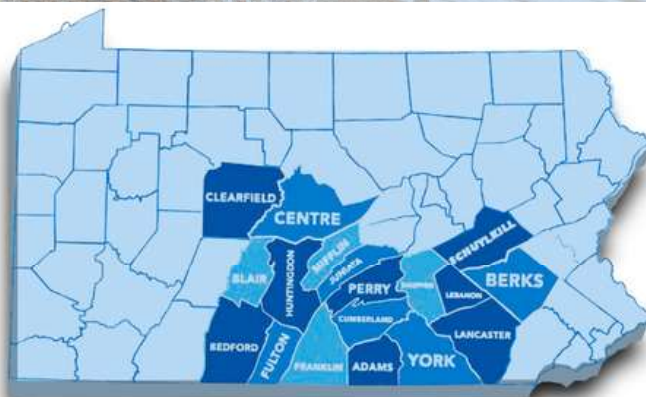 CLEARFIELD
CENTRE
MIFFLIN
SCHUYLKILL
BLAIR
HUNTINGDON
JUNIATA
PERRY
DAUPHIN
BERKS
LEBANON
CUMBERLAND
LANCASTER
BEDFORD
FULTON
FRANKLIN
ADAMS
YORK